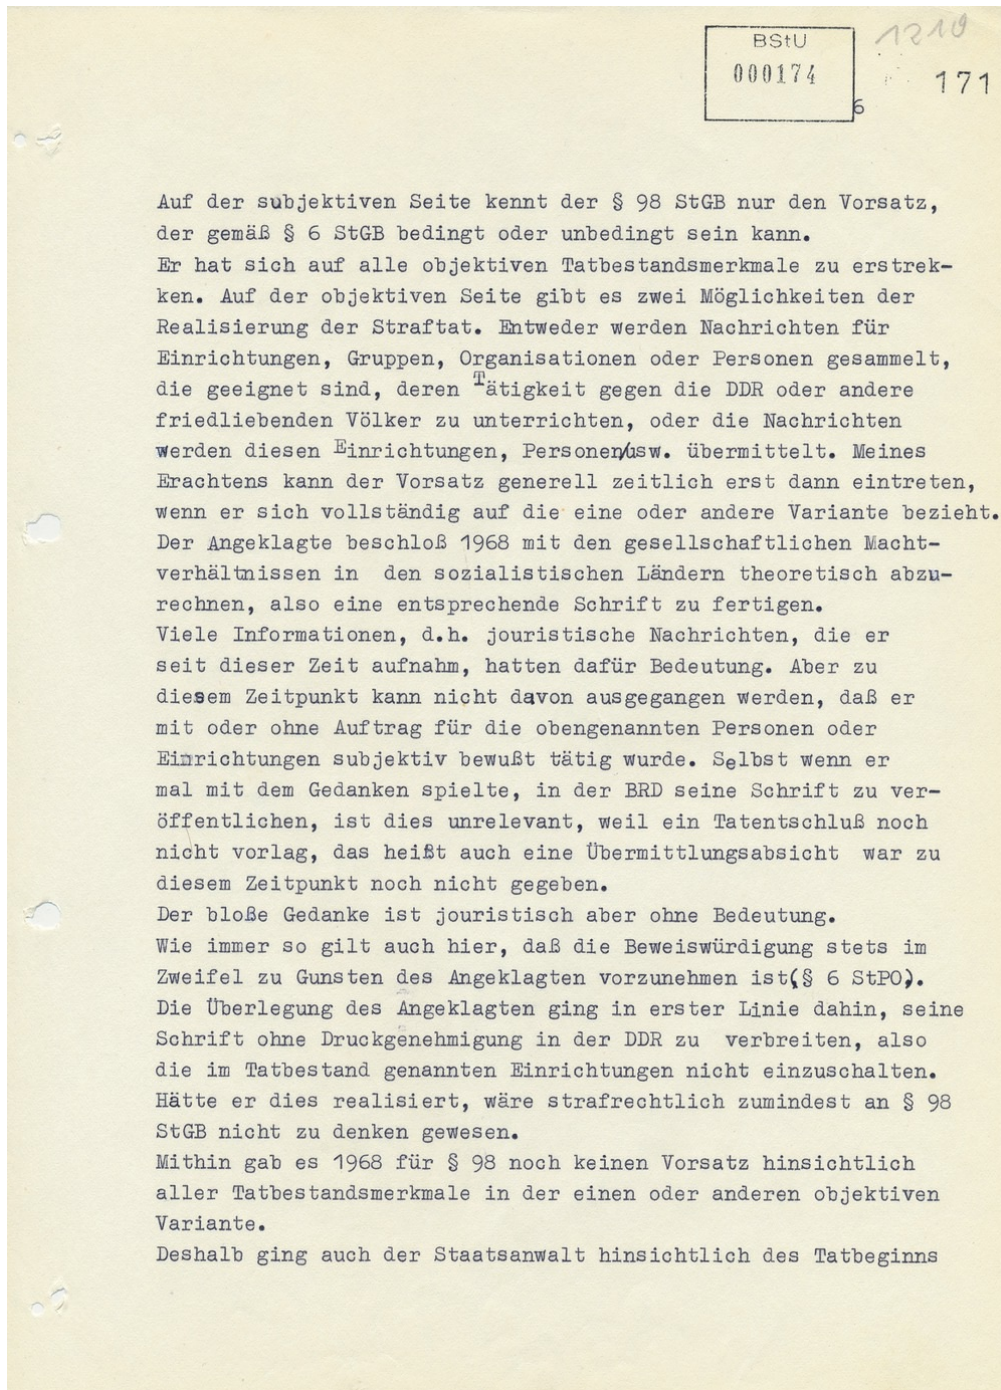 BStU
000174
1210
171
6
Auf der subjektiven Seite kennt der § 98 StGB nur den Vorsatz,
der gemäß § 6 StGB bedingt oder unbedingt sein kann.
Er hat sich auf alle objektiven Tatbestandsmerkmale zu erstrek-
ken. Auf der objektiven Seite gibt es zwei Möglichkeiten der
Realisierung der Straftat. Entweder werden Nachrichten für
Einrichtungen, Gruppen, Organisationen oder Personen gesammelt,
die geeignet sind, deren Tätigkeit gegen die DDR oder andere
friedliebenden Völker zu unterrichten, oder die Nachrichten
werden diesen Einrichtungen, Personen/usw. übermittelt. Meines
Erachtens kann der Vorsatz generell zeitlich erst dann eintreten,
wenn er sich vollständig auf die eine oder andere Variante bezieht.
Der Angeklagte beschloß 1968 mit den gesellschaftlichen Macht-
verhältnissen in den sozialistischen Ländern theoretisch abzu-
rechnen, also eine entsprechende Schrift zu fertigen.
Viele Informationen, d.h. jouristische Nachrichten, die er
seit dieser Zeit aufnahm, hatten dafür Bedeutung. Aber zu
diesem Zeitpunkt kann nicht davon ausgegangen werden, daß er
mit oder ohne Auftrag für die obengenannten Personen oder
Einrichtungen subjektiv bewußt tätig wurde. Selbst wenn er
mal mit dem Gedanken spielte, in der BRD seine Schrift zu ver-
öffentlichen, ist dies unrelevant, weil ein Tatentschluß noch
nicht vorlag, das heißt auch eine Übermittlungsabsicht war zu
diesem Zeitpunkt noch nicht gegeben.
Der bloße Gedanke ist jouristisch aber ohne Bedeutung.
Wie immer so gilt auch hier, daß die Beweiswürdigung stets im
Zweifel zu Gunsten des Angeklagten vorzunehmen ist(§ 6 StPO).
Die Überlegung des Angeklagten ging in erster Linie dahin, seine
Schrift ohne Druckgenehmigung in der DDR zu verbreiten, also
die im Tatbestand genannten Einrichtungen nicht einzuschalten.
Hätte er dies realisiert, wäre strafrechtlich zumindest an § 98
StGB nicht zu denken gewesen.
Mithin gab es 1968 für § 98 noch keinen Vorsatz hinsichtlich
aller Tatbestandsmerkmale in der einen oder anderen objektiven
Variante.
Deshalb ging auch der Staatsanwalt hinsichtlich des Tatbeginns